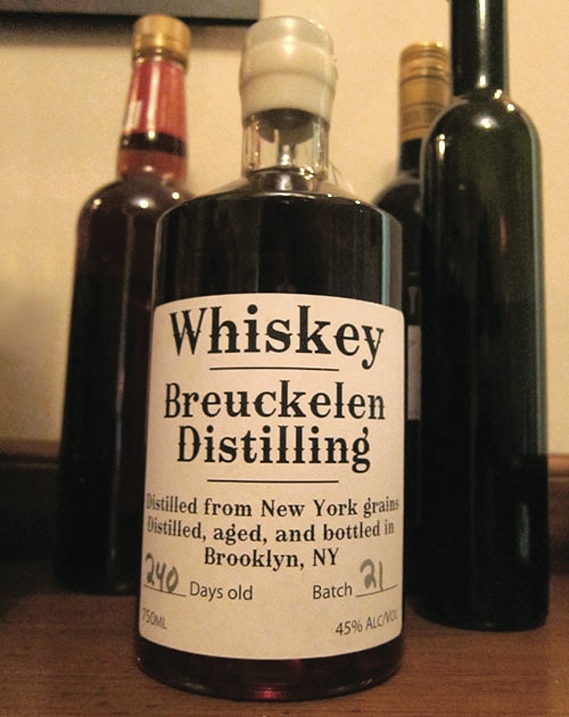 Whiskey
Breuckelen
Distilling
Distilled from New York grains
Distilled, aged, and bottled in
Brooklyn, NY
240 Days old Batch 21
750ML 45% ALC/VOL